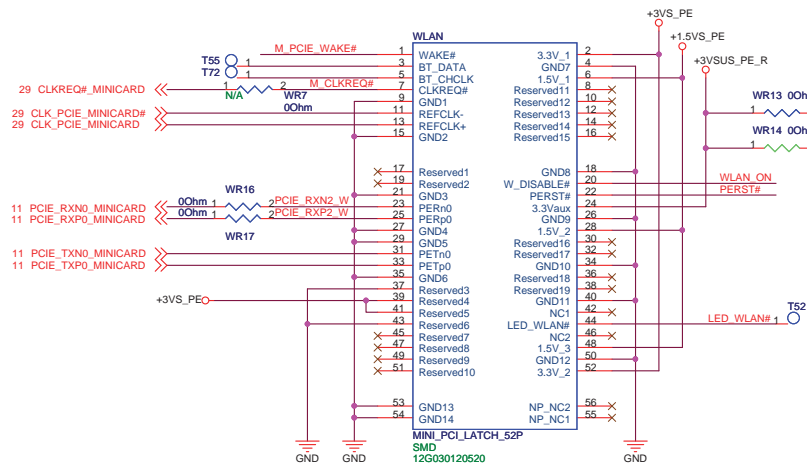 +3VS_PE
+1.5VS_PE
+3VSUS_PE_R
WLAN
M_PCIE_WAKE#
1 WAKE# 3.3V_1 2
T55 3 BT_DATA GND7 4
T72 5 BT_CHCLK 1.5V_1 6
29 CLKREQ#_MINICARD 1 2 M_CLKREQ# 7 CLKREQ# Reserved11 8
N/A WR7
9 GND1 Reserved12 10
29 CLK_PCIE_MINICARD# 0Ohm 11 REFCLK- Reserved13 12
29 CLK_PCIE_MINICARD 13 REFCLK+ Reserved14 14
15 GND2 Reserved15 16
WR13 0Oh
1
WR14 0Oh
1
17 Reserved1 GND8 18
19 Reserved2 W_DISABLE# 20 WLAN_ON
21 GND3 PERST# 22 PERST#
WR16
11 PCIE_RXN0_MINICARD 0Ohm 1 2 PCIE_RXN2_W 23 PERn0 3.3Vaux 24
11 PCIE_RXP0_MINICARD 0Ohm 1 2 PCIE_RXP2_W 25 PERp0 GND9 26
WR17
27 GND4 1.5V_2 28
29 GND5 Reserved16 30
11 PCIE_TXN0_MINICARD 31 PETn0 Reserved17 32
11 PCIE_TXP0_MINICARD 33 PETp0 GND10 34
35 GND6 Reserved18 36
37 Reserved3 Reserved19 38
+3VS_PE 39 Reserved4 GND11 40
41 Reserved5 NC1 42
43 Reserved6 LED_WLAN# 44 LED_WLAN# 1 T52
45 Reserved7 NC2 46
47 Reserved8 1.5V_3 48
49 Reserved9 GND12 50
51 Reserved10 3.3V_2 52
53 GND13 NP_NC2 56
54 GND14 NP_NC1 55
MINI_PCI_LATCH_52P
SMD
12G030120520
GND GND GND